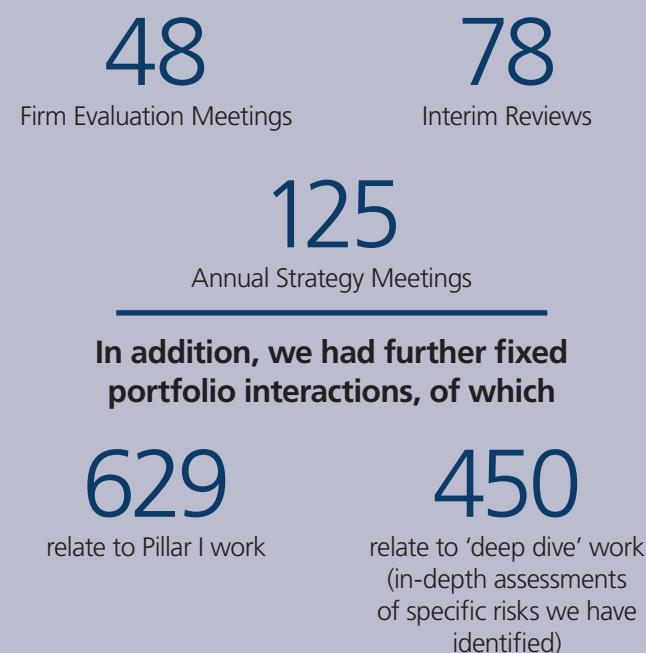 48
Firm Evaluation Meetings
78
Interim Reviews
125
Annual Strategy Meetings
In addition, we had further fixed
portfolio interactions, of which
629
relate to Pillar I work
450
relate to ‘deep dive’ work
(in-depth assessments
of specific risks we have
identified)